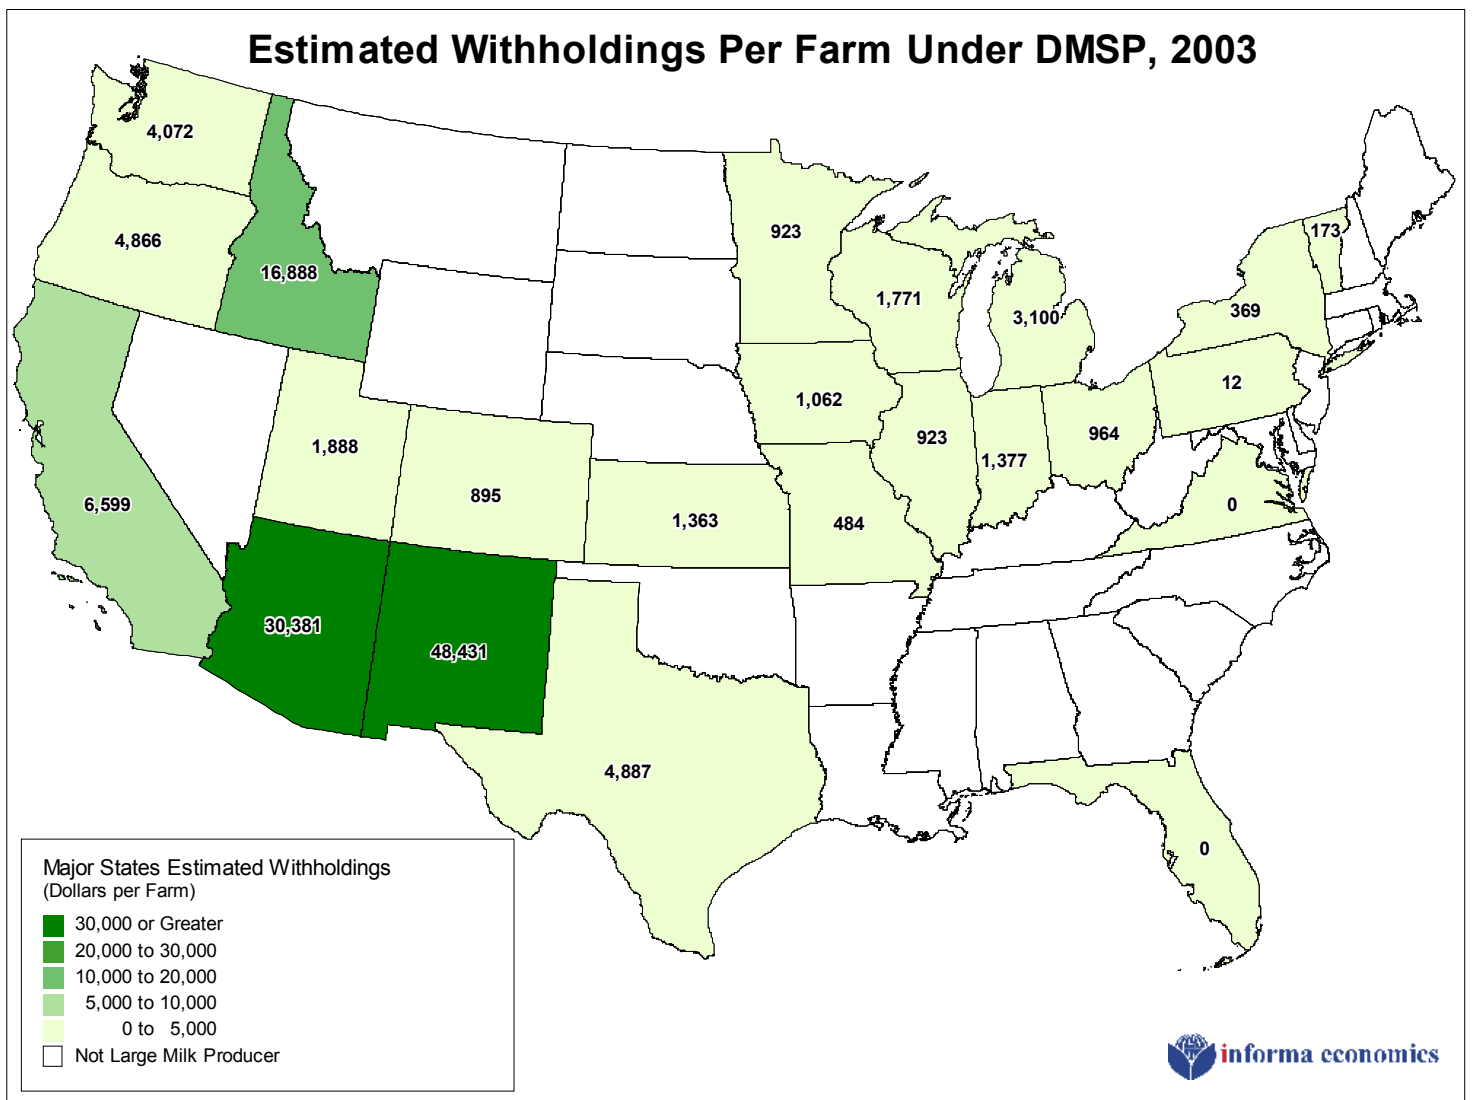 Estimated Withholdings Per Farm Under DMSP, 2003
4,072
4,866
16,888
923
173
1,771
3,100
369
12
1,062
923
1,377
964
1,888
895
6,599
1,363
484
0
30,381
48,431
4,887
0
Major States Estimated Withholdings
(Dollars per Farm)
30,000 or Greater
20,000 to 30,000
10,000 to 20,000
5,000 to 10,000
0 to 5,000
Not Large Milk Producer
informa economics